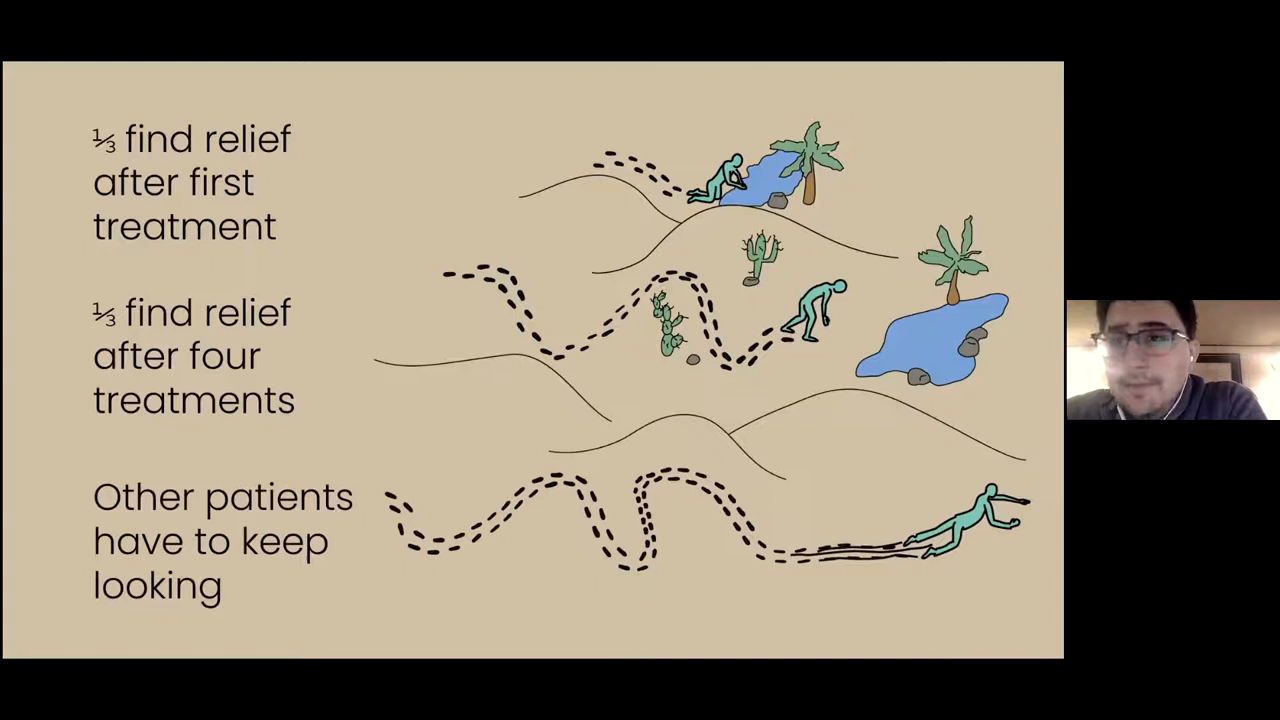 ⅓ find relief
after first
treatment
⅓ find relief
after four
treatments
Other patients
have to keep
looking